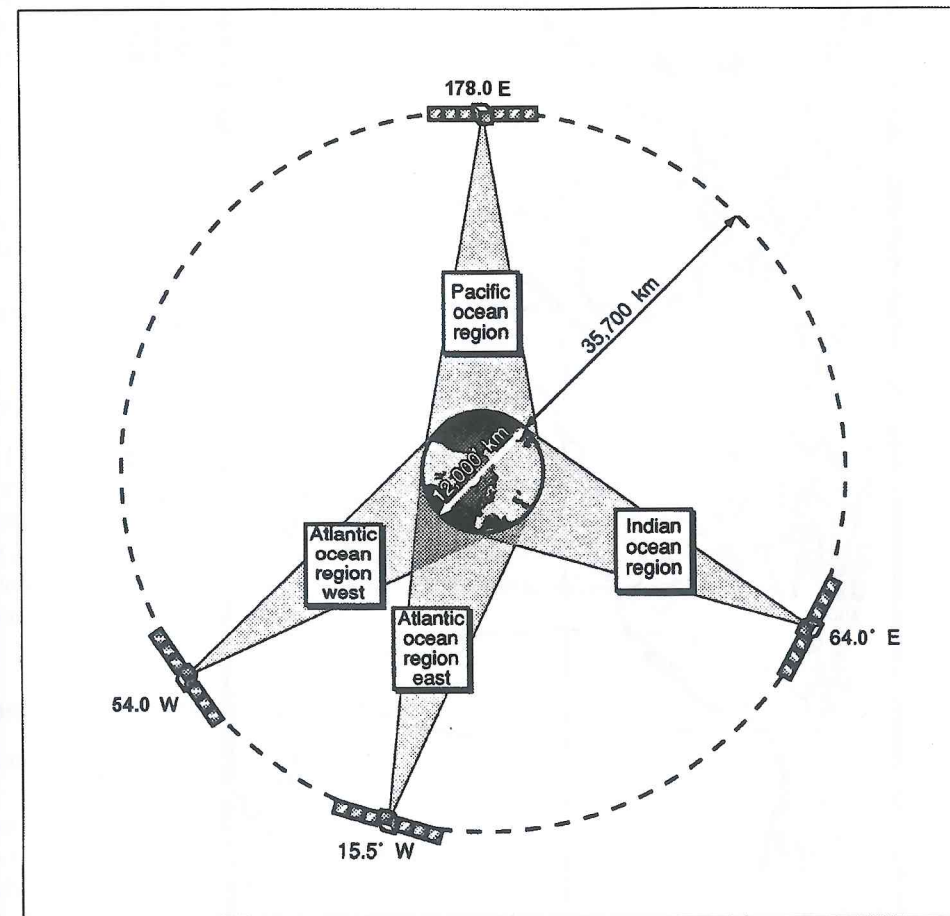 178.0 E
Pacific
ocean
region
35,700 km
12,000 km
Atlantic
ocean
region
west
Indian
ocean
region
Atlantic
ocean
region
east
64.0° E
54.0 W
15.5° W